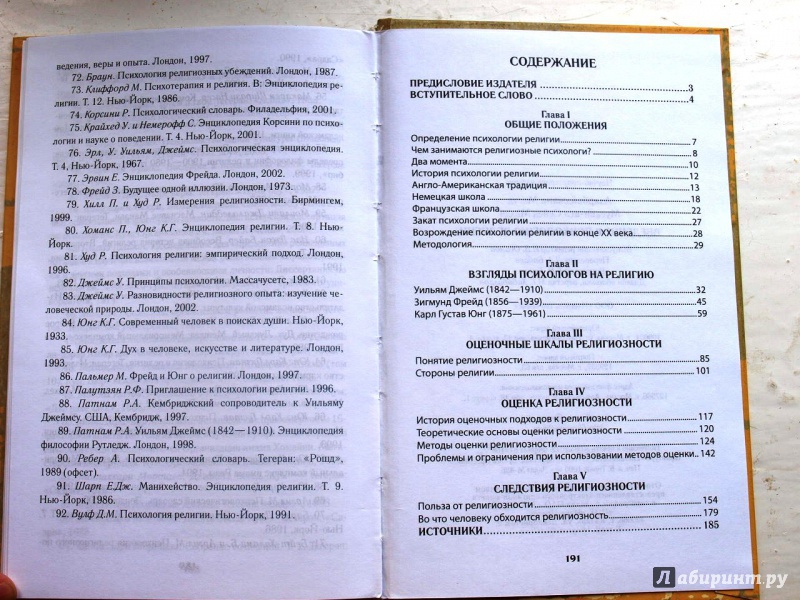 ведения, веры и опыта. Лондон, 1997.
72. Браун. Психология религиозных убеждений. Лондон, 1987.
73. Клиффорд М. Психотерапия и религия. В: Энциклопедия ре-
лигии. Т. 12. Нью-Йорк, 1986.
74. Корсини Р. Психологический словарь. Филадельфия, 2001.
75. Крайхед У. и Немерофф С. Энциклопедия Корсини по психо-
логии и науке о поведении. Т. 4. Нью-Йорк, 2001.
76. Эрл, У. Уильям, Джеймс. Психологическая энциклопедия.
Т. 4, Нью-Йорк, 1967.
77. Эрвин Е. Энциклопедия Фрейда. Лондон, 2002.
78. Фрейд З. Будущее одной иллюзии. Лондон, 1973.
79. Хилл П. и Худ Р. Измерения религиозности. Бирмингем,
1999.
80. Хоманс П., Юнг К.Г. Энциклопедия религии. Т. 8. Нью-
Йорк.
81. Худ Р. Психология религии: эмпирический подход. Лондон,
1996.
82. Джеймс У. Принципы психологии. Массачусетс, 1983.
83. Джеймс У. Разновидности религиозного опыта: изучение че-
ловеческой природы. Лондон, 2002.
84. Юнг К.Г. Современный человек в поисках души. Нью-Йорк,
1933.
85. Юнг К.Г. Дух в человеке, искусстве и литературе. Лондон,
1993.
86. Пальмер М. Фрейд и Юнг о религии. Лондон, 1997.
87. Палутзян Р.Ф. Приглашение к психологии религии. 1996.
88. Патнам Р.А. Кембриджский сопроводитель к Уильяму
Джеймсу. США, Кембридж, 1997.
89. Патнам Р.А. Уильям Джеймс (1842—1910). Энциклопедия
философии Рутледж. Лондон, 1998.
90. Ребер А. Психологический словарь. Тегеран: «Рошд»,
1989 (офсет).
91. Шарп Е.Дж. Манихейство. Энциклопедия религии. Т. 9.
Нью-Йорк, 1986.
92. Вулф Д.М. Психология религии. Нью-Йорк, 1991.
СОДЕРЖАНИЕ
ПРЕДИСЛОВИЕ ИЗДАТЕЛЯ 3
ВСТУПИТЕЛЬНОЕ СЛОВО 4
Глава I
ОБЩИЕ ПОЛОЖЕНИЯ
Определение психологии религии 7
Чем занимаются религиозные психологи? 8
Два момента 10
История психологии религии 12
Англо-Американская традиция 13
Немецкая школа 18
Французская школа 22
Закат психологии религии 27
Возрождение психологии религии в конце XX века 28
Методология 29
Глава II
ВЗГЛЯДЫ ПСИХОЛОГОВ НА РЕЛИГИЮ
Уильям Джеймс (1842—1910) 32
Зигмунд Фрейд (1856—1939) 45
Карл Густав Юнг (1875—1961) 59
Глава III
ОЦЕНОЧНЫЕ ШКАЛЫ РЕЛИГИОЗНОСТИ
Понятие религиозности 85
Стороны религии 101
Глава IV
ОЦЕНКА РЕЛИГИОЗНОСТИ
История оценочных подходов к религиозности 117
Теоретические основы оценки религиозности 120
Методы оценки религиозности 124
Проблемы и ограничения при использовании методов оценки 142
Глава V
СЛЕДСТВИЯ РЕЛИГИОЗНОСТИ
Польза от религиозности 154
Во что человеку обходится религиозность 179
ИСТОЧНИКИ 185
191
Лабиринт.ру